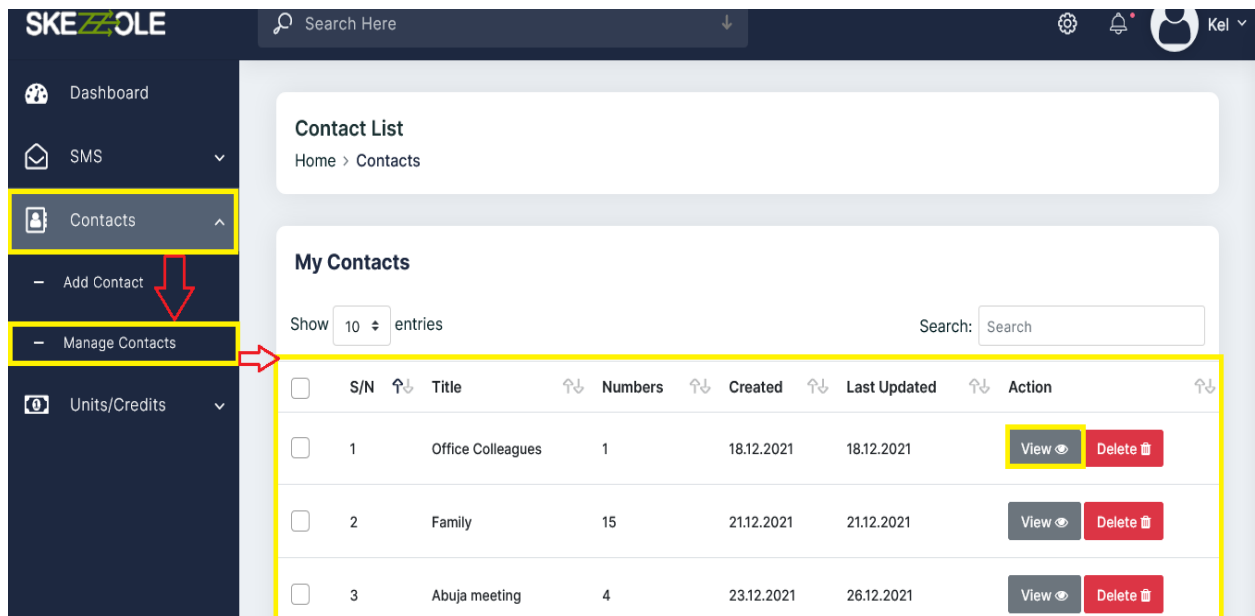 SKEZZOLE
Search Here
Kel
Dashboard
SMS
Contacts
Add Contact
Manage Contacts
Units/Credits
Contact List
Home > Contacts
My Contacts
Show 10 entries
Search: Search
S/N Title Numbers Created Last Updated Action
1 Office Colleagues 1 18.12.2021 18.12.2021 View Delete
2 Family 15 21.12.2021 21.12.2021 View Delete
3 Abuja meeting 4 23.12.2021 26.12.2021 View Delete